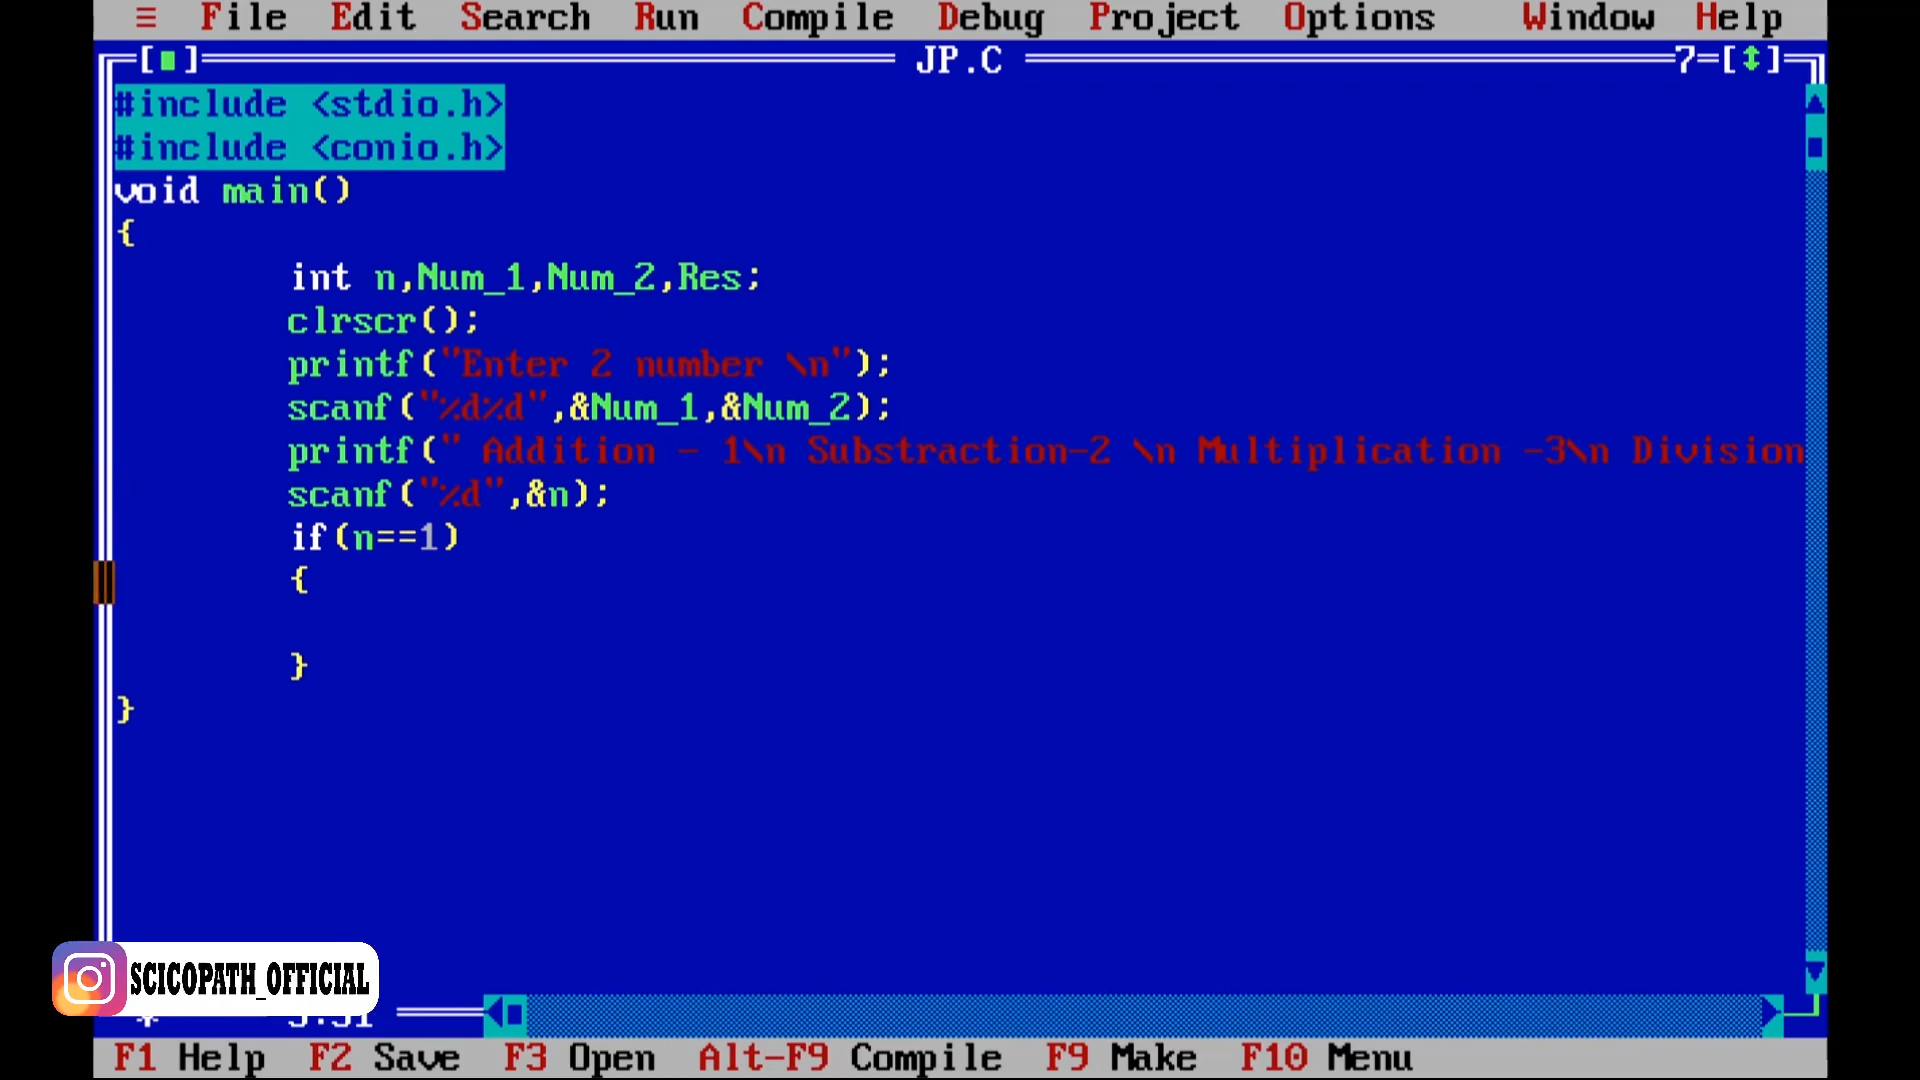 ≡ File Edit Search Run Compile Debug Project Options Window Help
[■] JP.C 7=[↕]
#include <stdio.h>
#include <conio.h>
void main()
{
int n,Num_1,Num_2,Res;
clrscr();
printf("Enter 2 number \n");
scanf("%d%d",&Num_1,&Num_2);
printf(" Addition - 1\n Substraction-2 \n Multiplication -3\n Division
scanf("%d",&n);
if(n==1)
{
}
}
SCICOPATH_OFFICIAL
F1 Help F2 Save F3 Open Alt-F9 Compile F9 Make F10 Menu